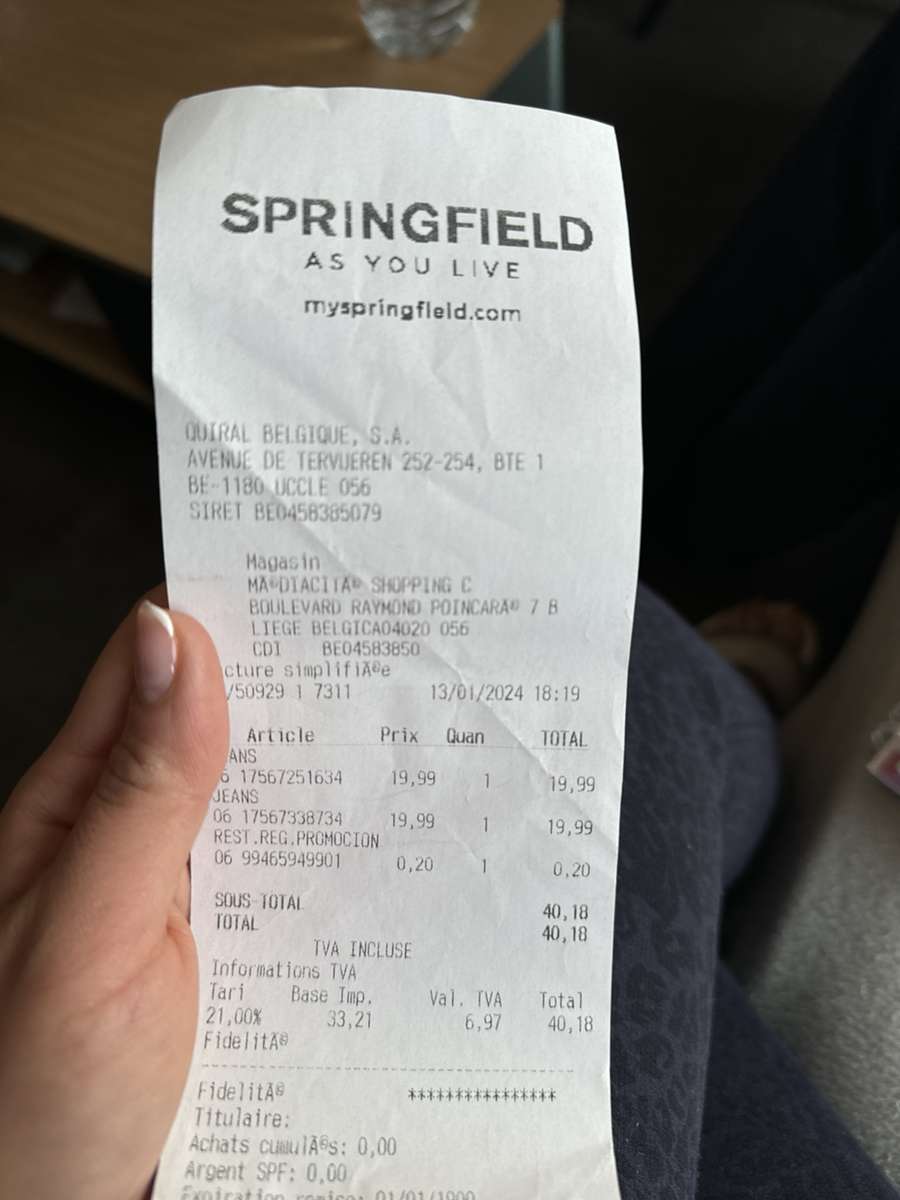 SPRINGFIELD
AS YOU LIVE
myspringfield.com
QUIRAL BELGIQUE, S.A.
AVENUE DE TERVUEREN 252-254, BTE 1
BE-1180 UCCLE 056
SIRET BE0458385079
Magasin
MÃ©DIACITÃ© SHOPPING C
BOULEVARD RAYMOND POINCARÃ© 7 B
LIEGE BELGICA04020 056
CDI BE04583850
cture simplifiÃ©e
/50929 1 7311 13/01/2024 18:19
Article Prix Quan TOTAL
ANS
6 17567251634 19,99 1 19,99
JEANS
06 17567338734 19,99 1 19,99
REST.REG.PROMOCION
06 99465949901 0,20 1 0,20
SOUS-TOTAL 40,18
TOTAL 40,18
TVA INCLUSE
Informations TVA
Tari Base Imp. Val. TVA Total
21,00% 33,21 6,97 40,18
FidelitÃ©
FidelitÃ© ***************
Titulaire:
Achats cumulÃ©s: 0,00
Argent SPF: 0,00
Expiration remise: 01/01/1900